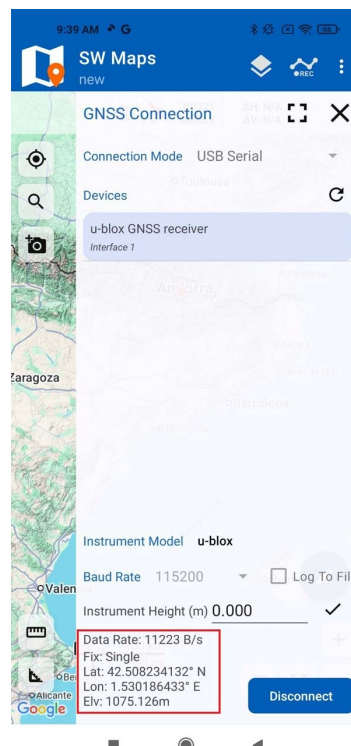 9:39 AM G
SW Maps
new
REC
GNSS Connection
Connection Mode USB Serial
Devices
u-blox GNSS receiver
Interface 1
Andorra
Zaragoza
Barcelona
Instrument Model u-blox
Baud Rate 115200 Log To Fil
Valen
Instrument Height (m) 0.000
Data Rate: 11223 B/s
Fix: Single
Lat: 42.508234132° N
Lon: 1.530186433° E
Elv: 1075.126m
Disconnect
Alicante
Google